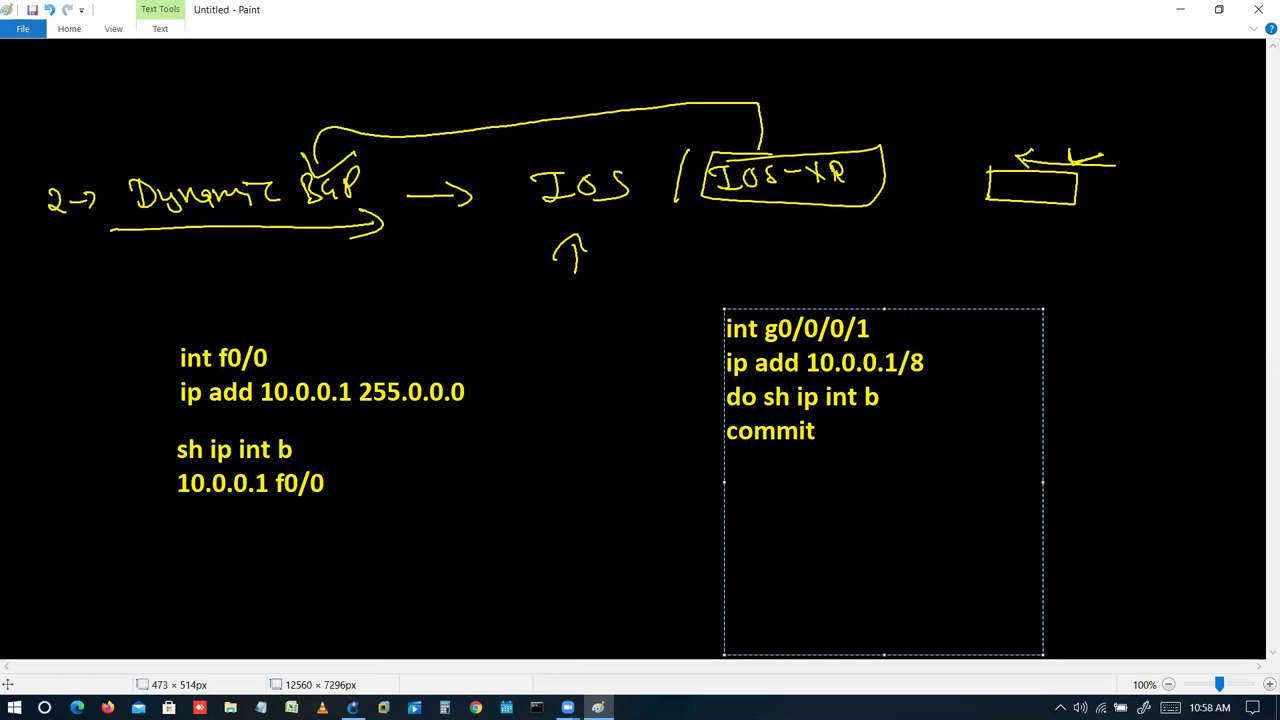 Text Tools
Untitled - Paint
File
Home
View
Text
2→ Dynamic BGP → IOS / IOS-XR
int f0/0
ip add 10.0.0.1 255.0.0.0
sh ip int b
10.0.0.1 f0/0
int g0/0/0/1
ip add 10.0.0.1/8
do sh ip int b
commit
473 × 514px
12560 × 7296px
100%
10:58 AM